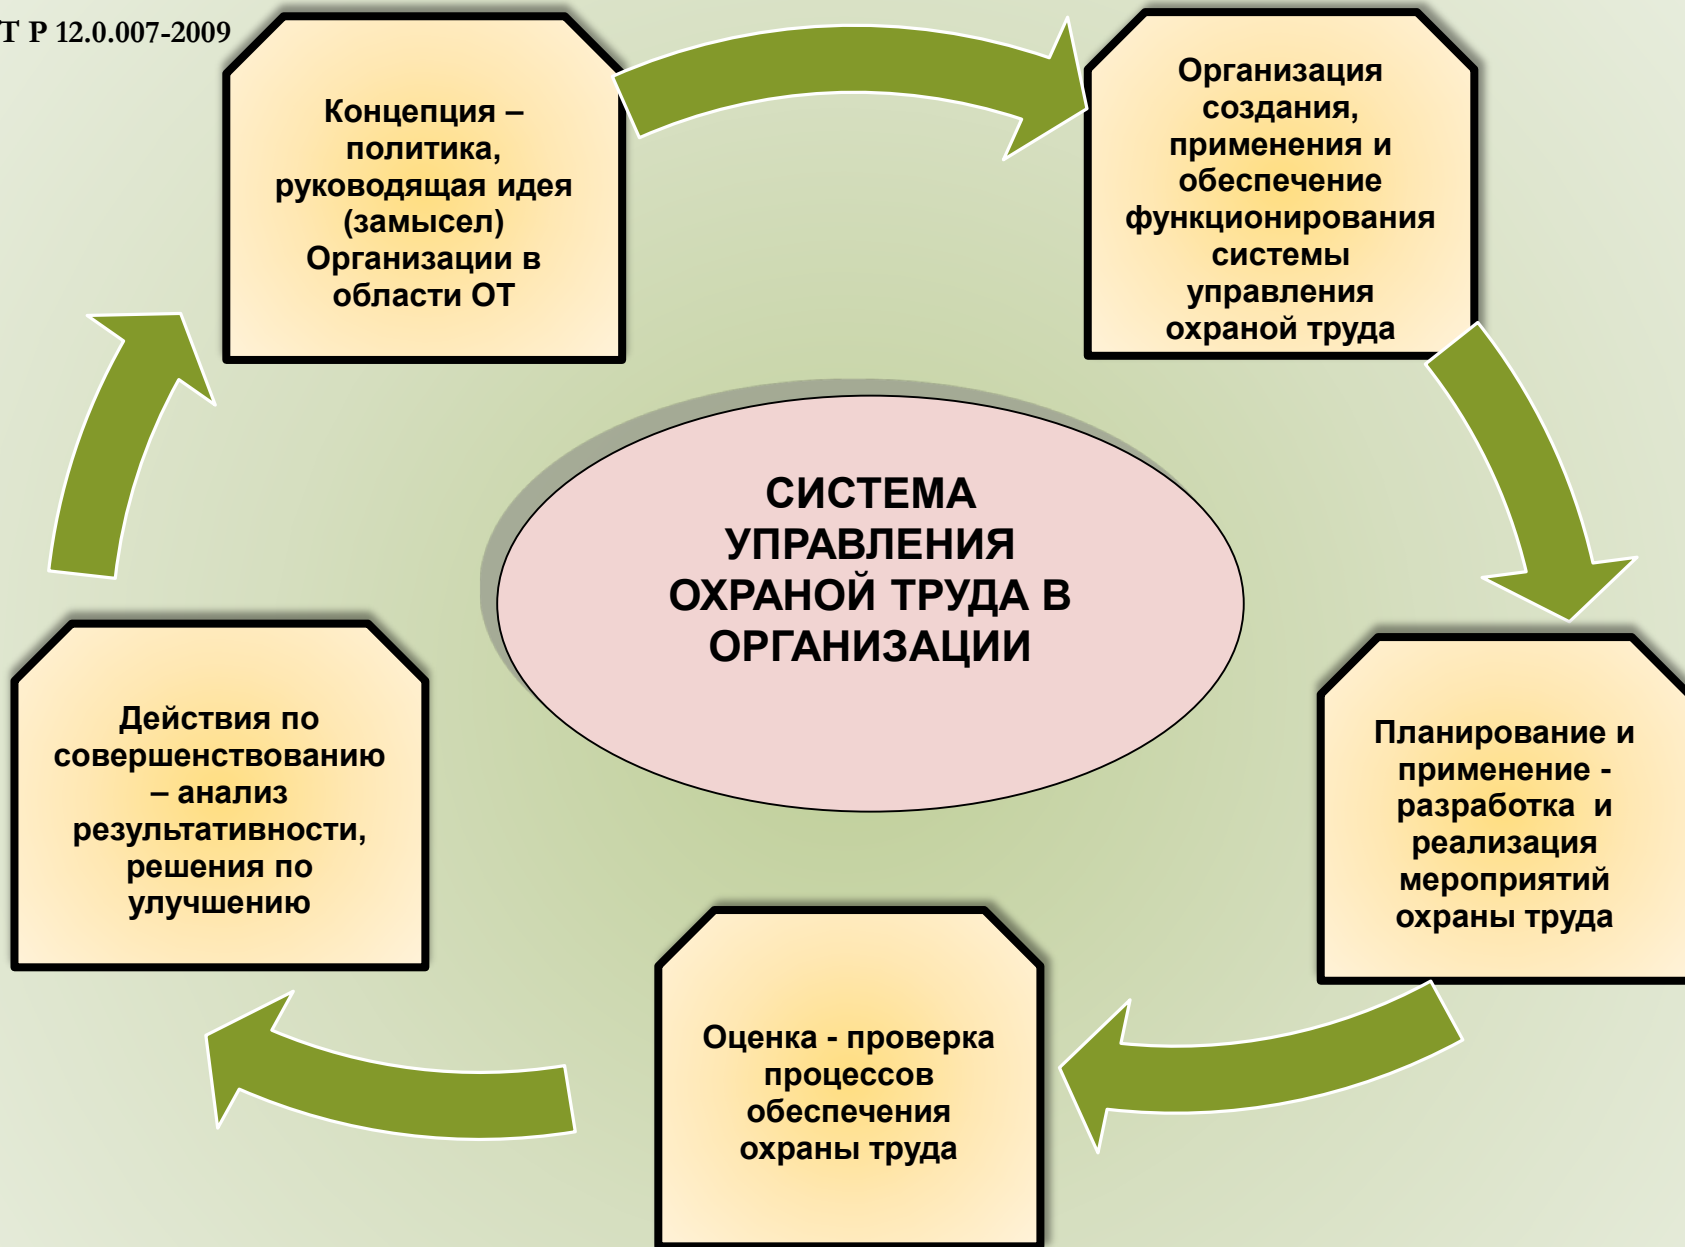 Т Р 12.0.007-2009
Концепция –
политика,
руководящая идея
(замысел)
Организации в
области ОТ
Организация
создания,
применения и
обеспечение
функционирования
системы
управления
охраной труда
СИСТЕМА
УПРАВЛЕНИЯ
ОХРАНОЙ ТРУДА В
ОРГАНИЗАЦИИ
Планирование и
применение -
разработка и
реализация
мероприятий
охраны труда
Оценка - проверка
процессов
обеспечения
охраны труда
Действия по
совершенствованию
– анализ
результативности,
решения по
улучшению